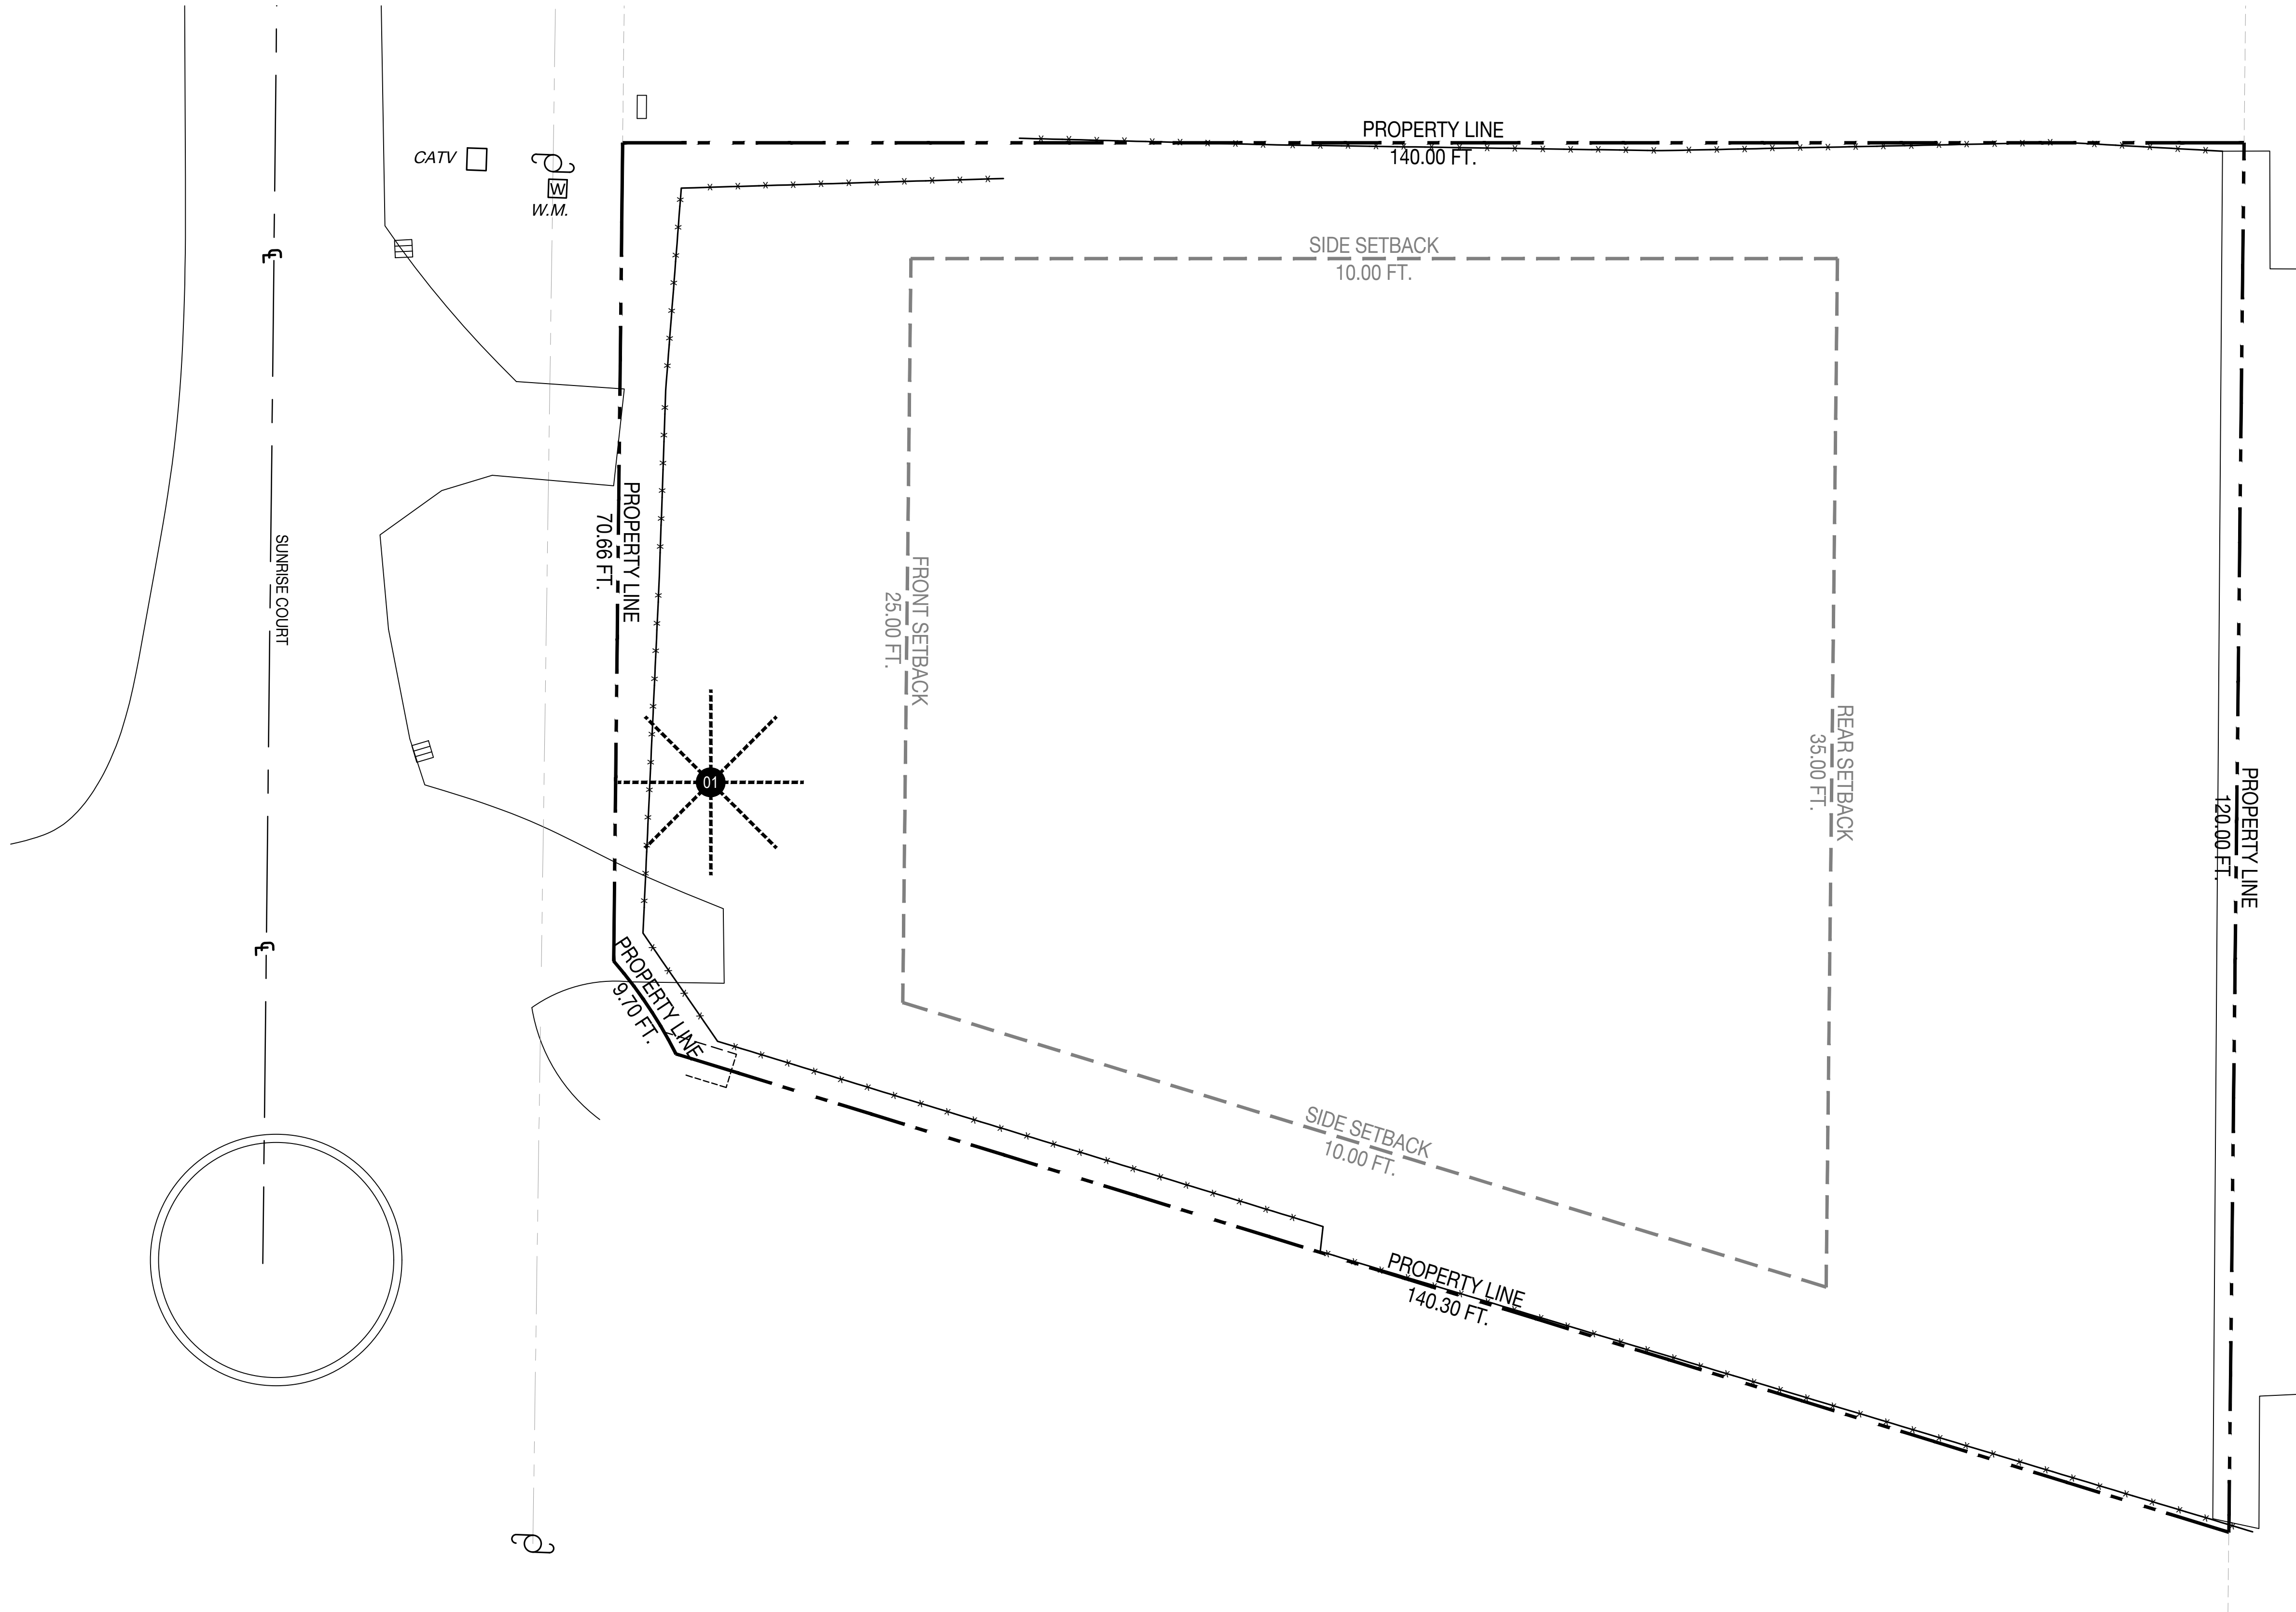 PROPERTY LINE
140.00 FT.
CATV
W
W.M.
SIDE SETBACK
10.00 FT.
PROPERTY LINE
70.66 FT.
SUNRISE COURT
FRONT SETBACK
25.00 FT.
REAR SETBACK
35.00 FT.
PROPERTY LINE
120.00 FT.
01
PROPERTY LINE
9.70 FT.
SIDE SETBACK
10.00 FT.
PROPERTY LINE
140.30 FT.